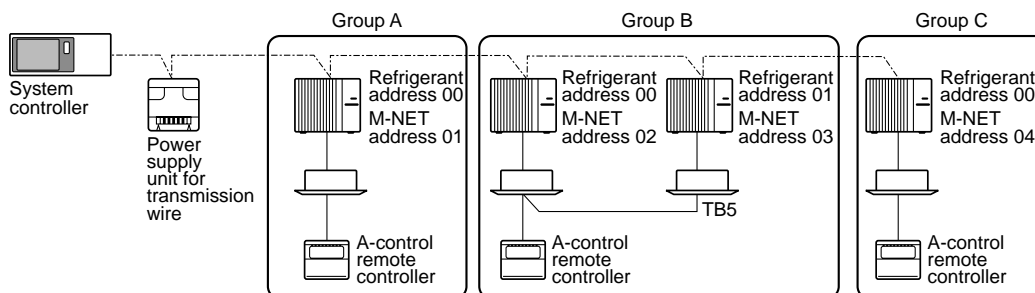 Group A
Group B
Group C
System
controller
Power
supply
unit for
transmission
wire
Refrigerant
address 00
M-NET
address 01
A-control
remote
controller
Refrigerant
address 00
M-NET
address 02
Refrigerant
address 01
M-NET
address 03
TB5
A-control
remote
controller
Refrigerant
address 00
M-NET
address 04
A-control
remote
controller